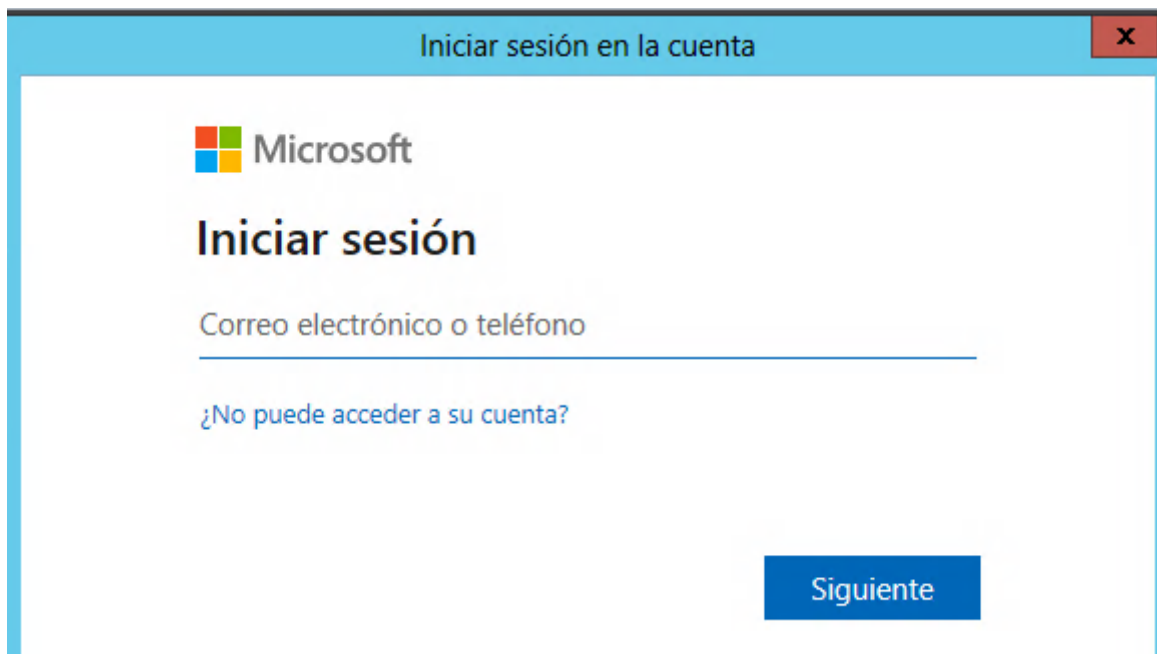 Iniciar sesión en la cuenta
x
Microsoft
Iniciar sesión
Correo electrónico o teléfono
¿No puede acceder a su cuenta?
Siguiente